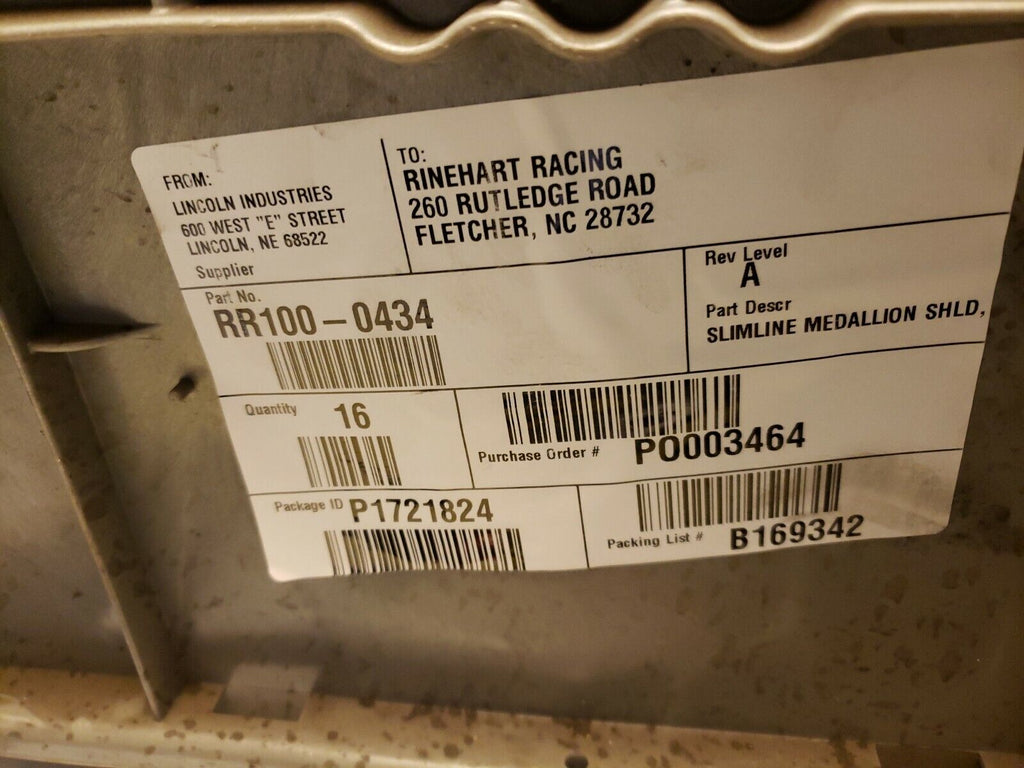 FROM:
LINCOLN INDUSTRIES
600 WEST "E" STREET
LINCOLN, NE 68522
Supplier
TO:
RINEHART RACING
260 RUTLEDGE ROAD
FLETCHER, NC 28732
Part No.
RR100-0434
Rev Level
A
Part Descr
SLIMLINE MEDALLION SHLD,
Quantity 16
Purchase Order # PO003464
Package ID P1721824
Packing List # B169342